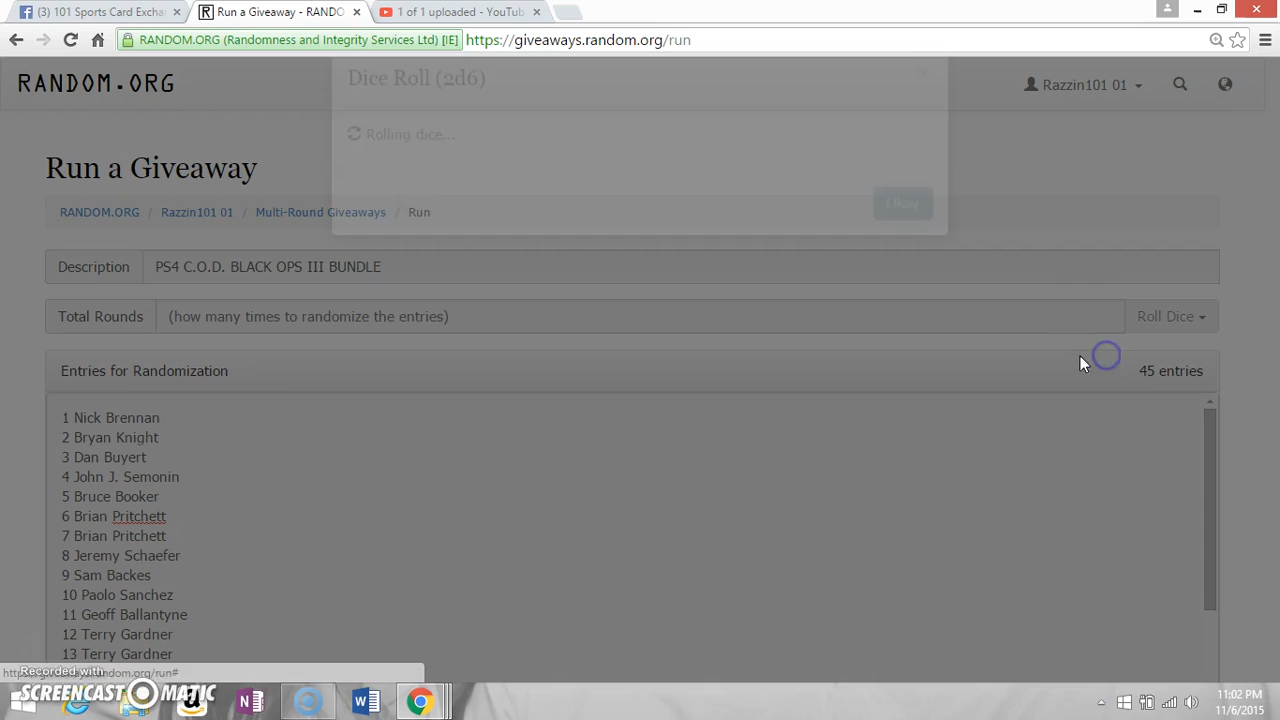 (3) 101 Sports Card Excha
Run a Giveaway - RANDO
1 of 1 uploaded - YouTub
RANDOM.ORG (Randomness and Integrity Services Ltd) [IE]
https://giveaways.random.org/run
RANDOM.ORG
Dice Roll (2d6)
Razzin101 01
Rolling dice...
Run a Giveaway
Okay
RANDOM.ORG / Razzin101 01 / Multi-Round Giveaways / Run
Description PS4 C.O.D. BLACK OPS III BUNDLE
Total Rounds (how many times to randomize the entries) Roll Dice
Entries for Randomization 45 entries
1 Nick Brennan
2 Bryan Knight
3 Dan Buyert
4 John J. Semonin
5 Bruce Booker
6 Brian Pritchett
7 Brian Pritchett
8 Jeremy Schaefer
9 Sam Backes
10 Paolo Sanchez
11 Geoff Ballantyne
12 Terry Gardner
13 Terry Gardner
Recorded with
SCREENCAST MATIC
11:02 PM
11/6/2015